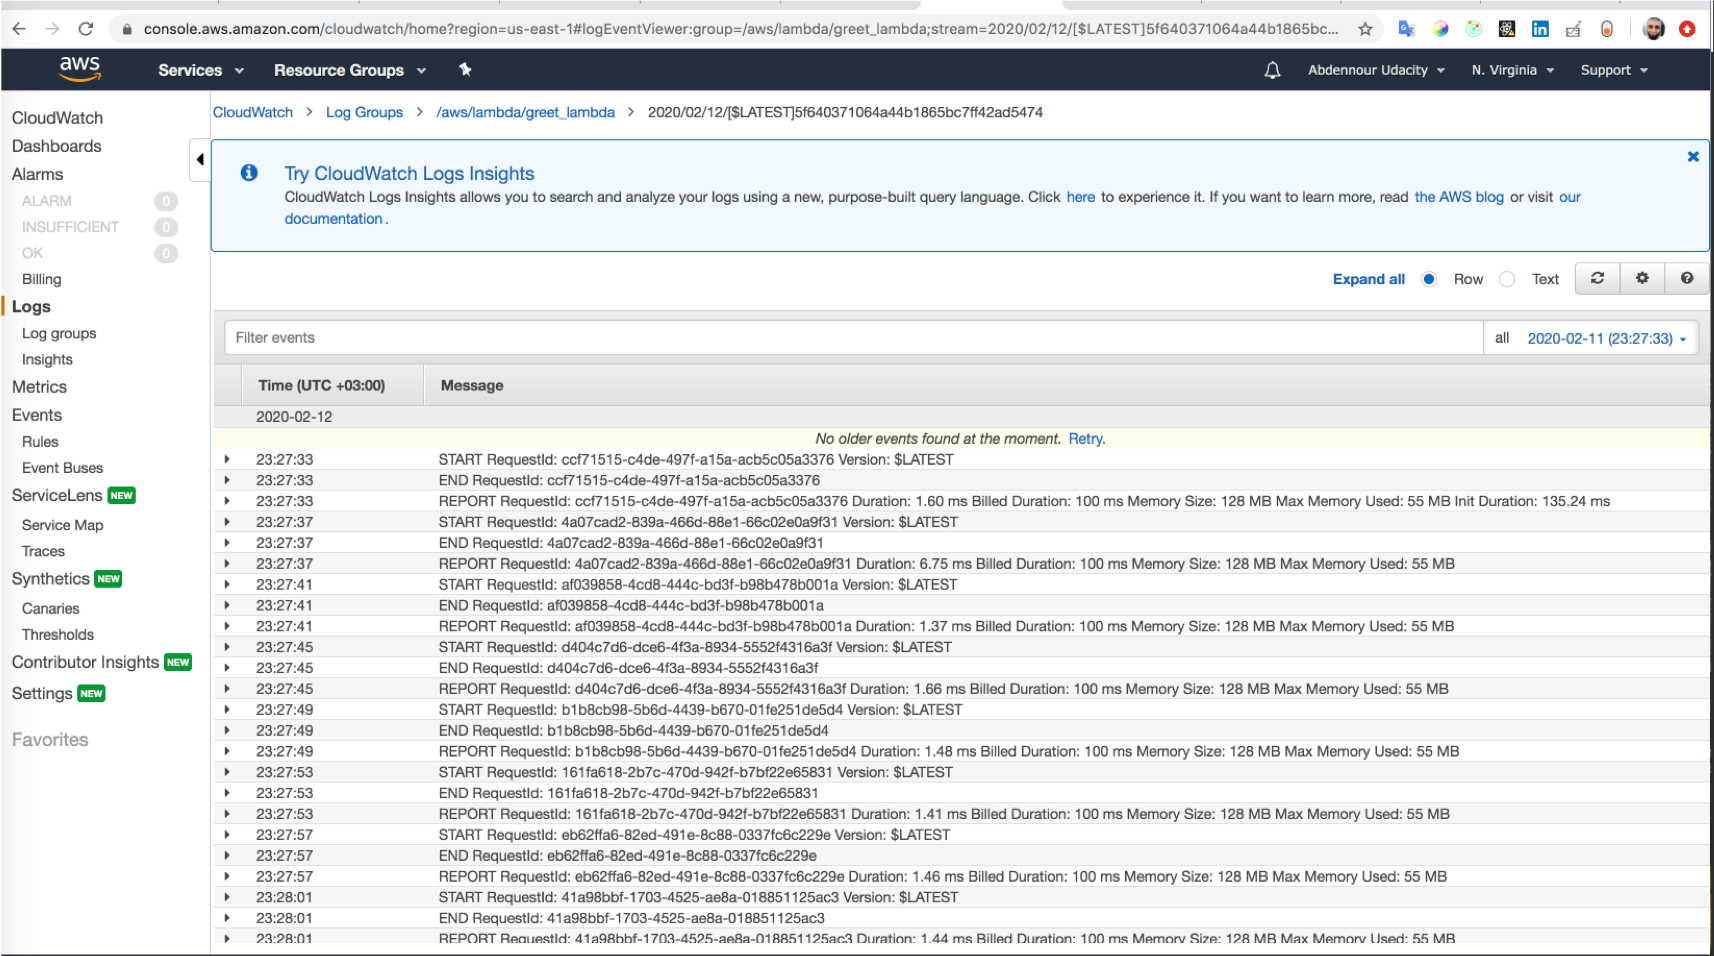 console.aws.amazon.com/cloudwatch/home?region=us-east-1#logEventViewer:group=/aws/lambda/greet_lambda;stream=2020/02/12/[$LATEST]5f640371064a44b1865bc...
aws Services Resource Groups Abdennour Udacity N. Virginia Support
CloudWatch
Dashboards
Alarms
ALARM 0
INSUFFICIENT 0
OK 0
Billing
Logs
Log groups
Insights
Metrics
Events
Rules
Event Buses
ServiceLens NEW
Service Map
Traces
Synthetics NEW
Canaries
Thresholds
Contributor Insights NEW
Settings NEW
Favorites
CloudWatch > Log Groups > /aws/lambda/greet_lambda > 2020/02/12/[$LATEST]5f640371064a44b1865bc7ff42ad5474
Try CloudWatch Logs Insights
CloudWatch Logs Insights allows you to search and analyze your logs using a new, purpose-built query language. Click here to experience it. If you want to learn more, read the AWS blog or visit our
documentation.
Expand all Row Text
Filter events all 2020-02-11 (23:27:33)
Time (UTC +03:00) Message
2020-02-12
No older events found at the moment. Retry.
23:27:33 START RequestId: ccf71515-c4de-497f-a15a-acb5c05a3376 Version: $LATEST
23:27:33 END RequestId: ccf71515-c4de-497f-a15a-acb5c05a3376
23:27:33 REPORT RequestId: ccf71515-c4de-497f-a15a-acb5c05a3376 Duration: 1.60 ms Billed Duration: 100 ms Memory Size: 128 MB Max Memory Used: 55 MB Init Duration: 135.24 ms
23:27:37 START RequestId: 4a07cad2-839a-466d-88e1-66c02e0a9f31 Version: $LATEST
23:27:37 END RequestId: 4a07cad2-839a-466d-88e1-66c02e0a9f31
23:27:37 REPORT RequestId: 4a07cad2-839a-466d-88e1-66c02e0a9f31 Duration: 6.75 ms Billed Duration: 100 ms Memory Size: 128 MB Max Memory Used: 55 MB
23:27:41 START RequestId: af039858-4cd8-444c-bd3f-b98b478b001a Version: $LATEST
23:27:41 END RequestId: af039858-4cd8-444c-bd3f-b98b478b001a
23:27:41 REPORT RequestId: af039858-4cd8-444c-bd3f-b98b478b001a Duration: 1.37 ms Billed Duration: 100 ms Memory Size: 128 MB Max Memory Used: 55 MB
23:27:45 START RequestId: d404c7d6-dce6-4f3a-8934-5552f4316a3f Version: $LATEST
23:27:45 END RequestId: d404c7d6-dce6-4f3a-8934-5552f4316a3f
23:27:45 REPORT RequestId: d404c7d6-dce6-4f3a-8934-5552f4316a3f Duration: 1.66 ms Billed Duration: 100 ms Memory Size: 128 MB Max Memory Used: 55 MB
23:27:49 START RequestId: b1b8cb98-5b6d-4439-b670-01fe251de5d4 Version: $LATEST
23:27:49 END RequestId: b1b8cb98-5b6d-4439-b670-01fe251de5d4
23:27:49 REPORT RequestId: b1b8cb98-5b6d-4439-b670-01fe251de5d4 Duration: 1.48 ms Billed Duration: 100 ms Memory Size: 128 MB Max Memory Used: 55 MB
23:27:53 START RequestId: 161fa618-2b7c-470d-942f-b7bf22e65831 Version: $LATEST
23:27:53 END RequestId: 161fa618-2b7c-470d-942f-b7bf22e65831
23:27:53 REPORT RequestId: 161fa618-2b7c-470d-942f-b7bf22e65831 Duration: 1.41 ms Billed Duration: 100 ms Memory Size: 128 MB Max Memory Used: 55 MB
23:27:57 START RequestId: eb62ffa6-82ed-491e-8c88-0337fc6c229e Version: $LATEST
23:27:57 END RequestId: eb62ffa6-82ed-491e-8c88-0337fc6c229e
23:27:57 REPORT RequestId: eb62ffa6-82ed-491e-8c88-0337fc6c229e Duration: 1.46 ms Billed Duration: 100 ms Memory Size: 128 MB Max Memory Used: 55 MB
23:28:01 START RequestId: 41a98bbf-1703-4525-ae8a-018851125ac3 Version: $LATEST
23:28:01 END RequestId: 41a98bbf-1703-4525-ae8a-018851125ac3
23:28:01 REPORT RequestId: 41a98bbf-1703-4525-ae8a-018851125ac3 Duration: 1.44 ms Billed Duration: 100 ms Memory Size: 128 MB Max Memory Used: 55 MB